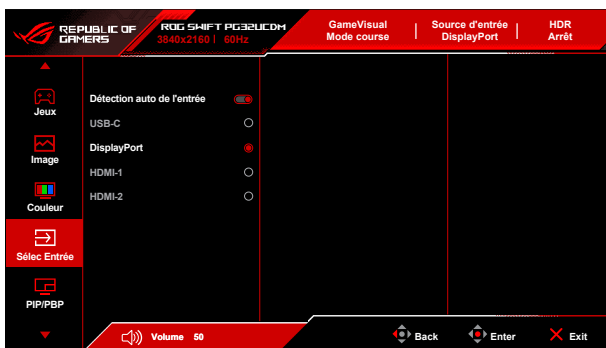 REPUBLIC OF
GAMERS
ROG SWIFT PG32UCDM
3840x2160 | 60Hz
GameVisual
Mode course
Source d'entrée
DisplayPort
HDR
Arrêt
Jeux
Image
Couleur
Sélec Entrée
PIP/PBP
Détection auto de l'entrée
USB-C
DisplayPort
HDMI-1
HDMI-2
Volume 50
Back
Enter
Exit